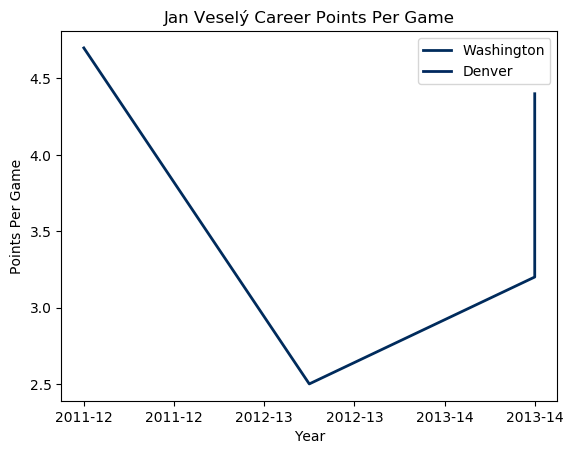 Jan Veselý Career Points Per Game
Washington
Denver
Points Per Game
4.5
4.0
3.5
3.0
2.5
2011-12
2011-12
2012-13
2012-13
2013-14
2013-14
Year